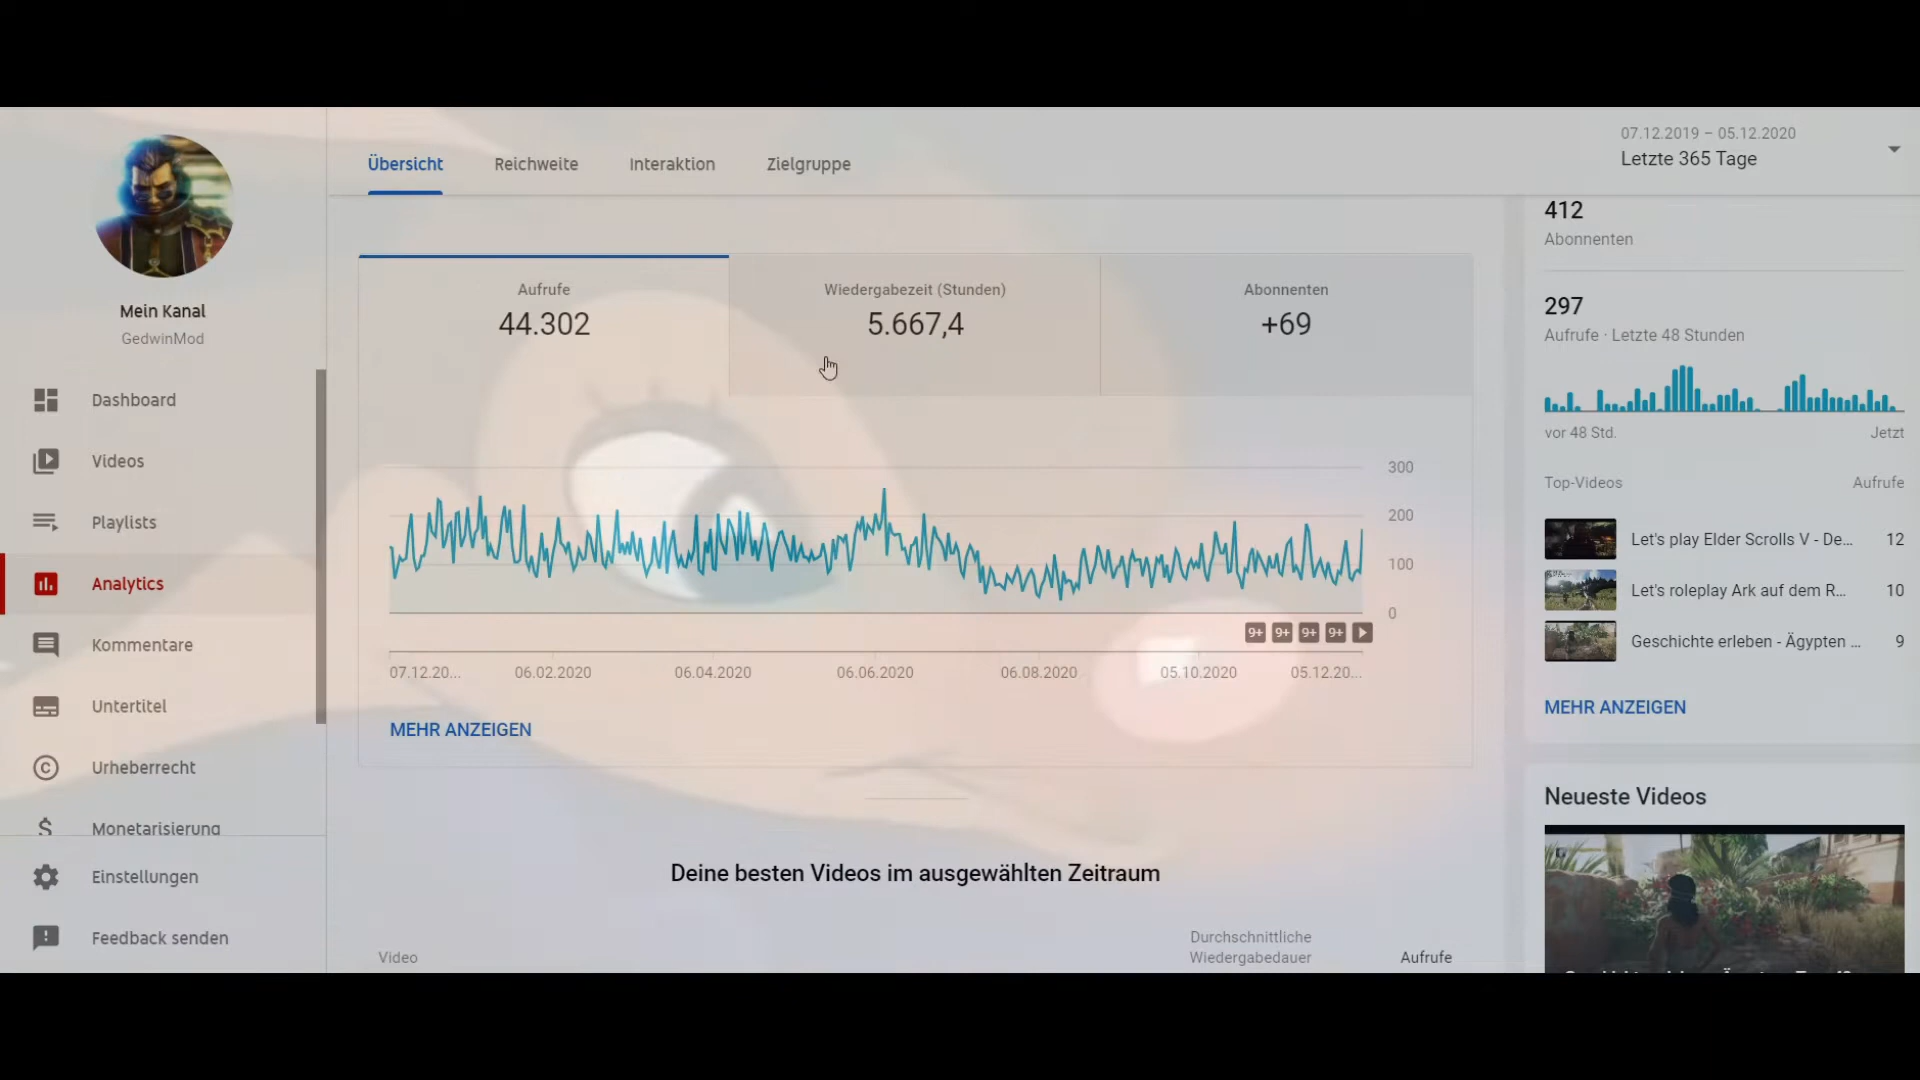 Übersicht
Reichweite
Interaktion
Zielgruppe
07.12.2019 – 05.12.2020
Letzte 365 Tage
Mein Kanal
GedwinMod
Dashboard
Videos
Playlists
Analytics
Kommentare
Untertitel
Urheberrecht
Monetarisierung
Einstellungen
Feedback senden
Aufrufe
44.302
Wiedergabezeit (Stunden)
5.667,4
Abonnenten
+69
300
200
100
0
9+ 9+ 9+ 9+
07.12.20... 06.02.2020 06.04.2020 06.06.2020 06.08.2020 05.10.2020 05.12.20...
MEHR ANZEIGEN
Deine besten Videos im ausgewählten Zeitraum
Video
Durchschnittliche
Wiedergabedauer
Aufrufe
412
Abonnenten
297
Aufrufe · Letzte 48 Stunden
vor 48 Std. Jetzt
Top-Videos Aufrufe
Let's play Elder Scrolls V - De... 12
Let's roleplay Ark auf dem R... 10
Geschichte erleben - Ägypten ... 9
MEHR ANZEIGEN
Neueste Videos